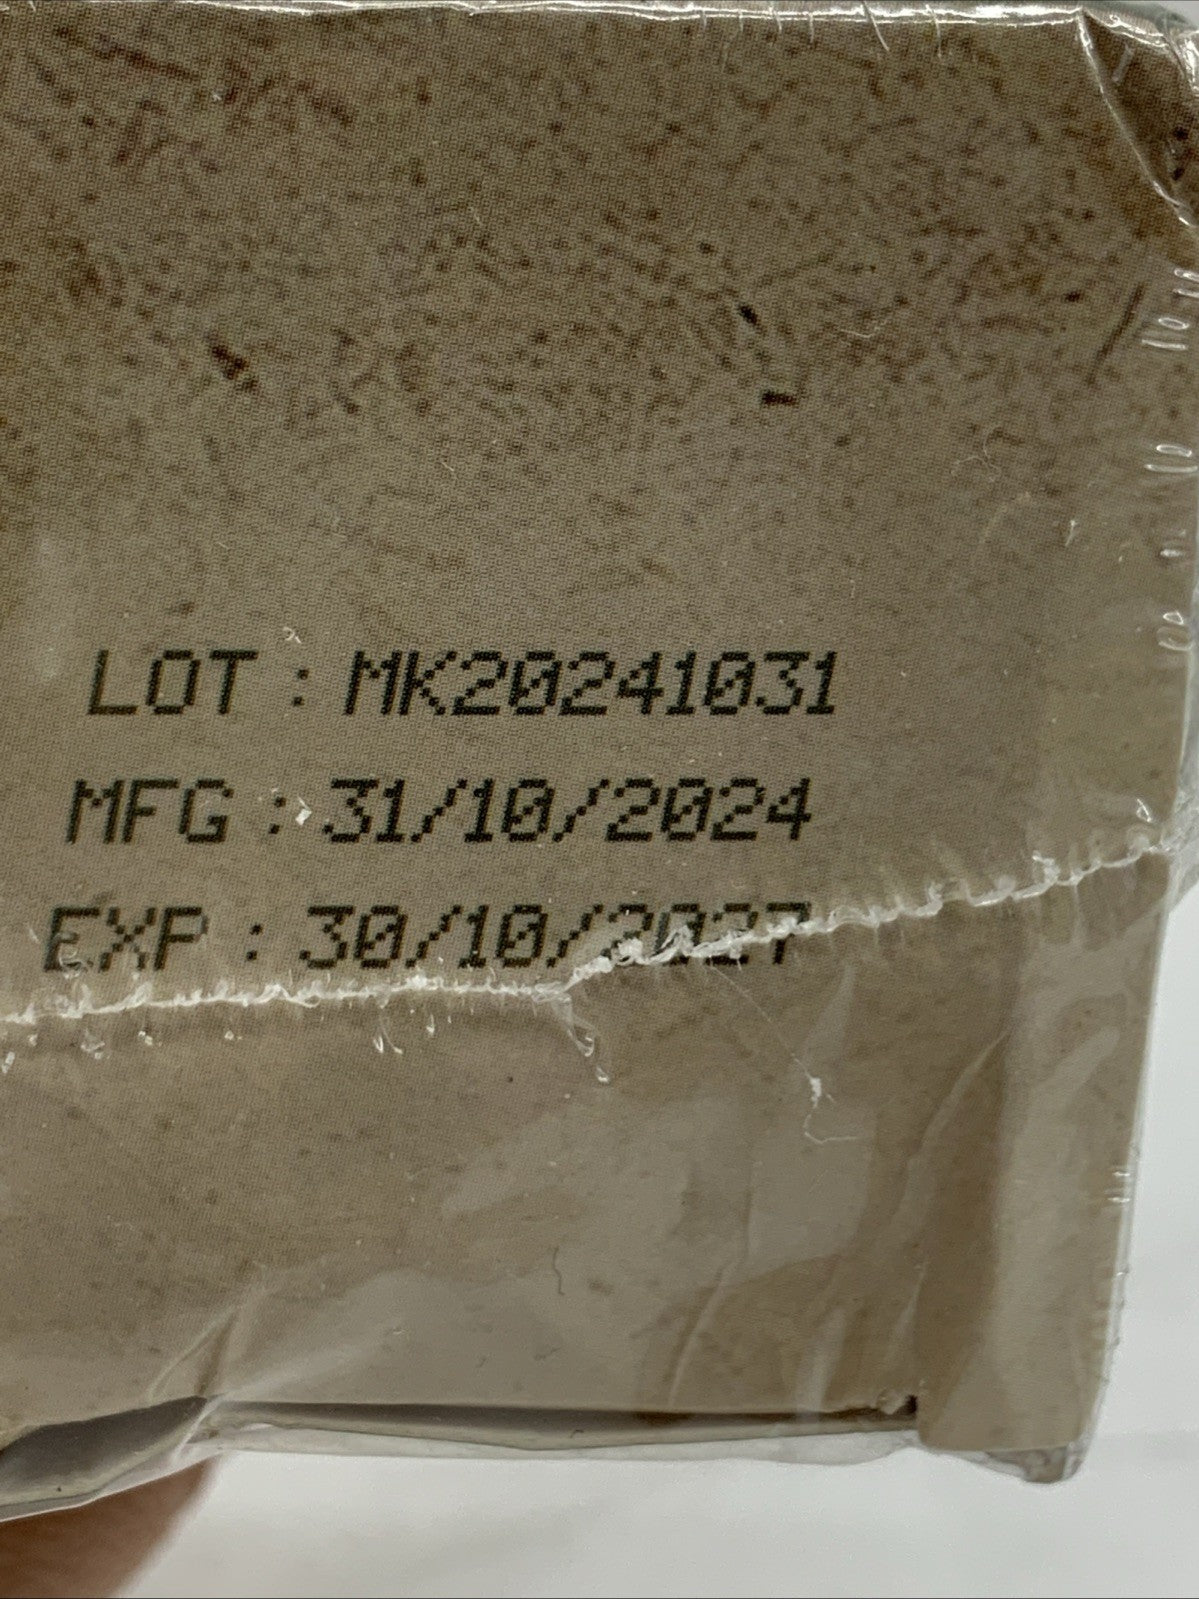 LOT : MK20241031
MFG : 31/10/2024
EXP : 30/10/2027